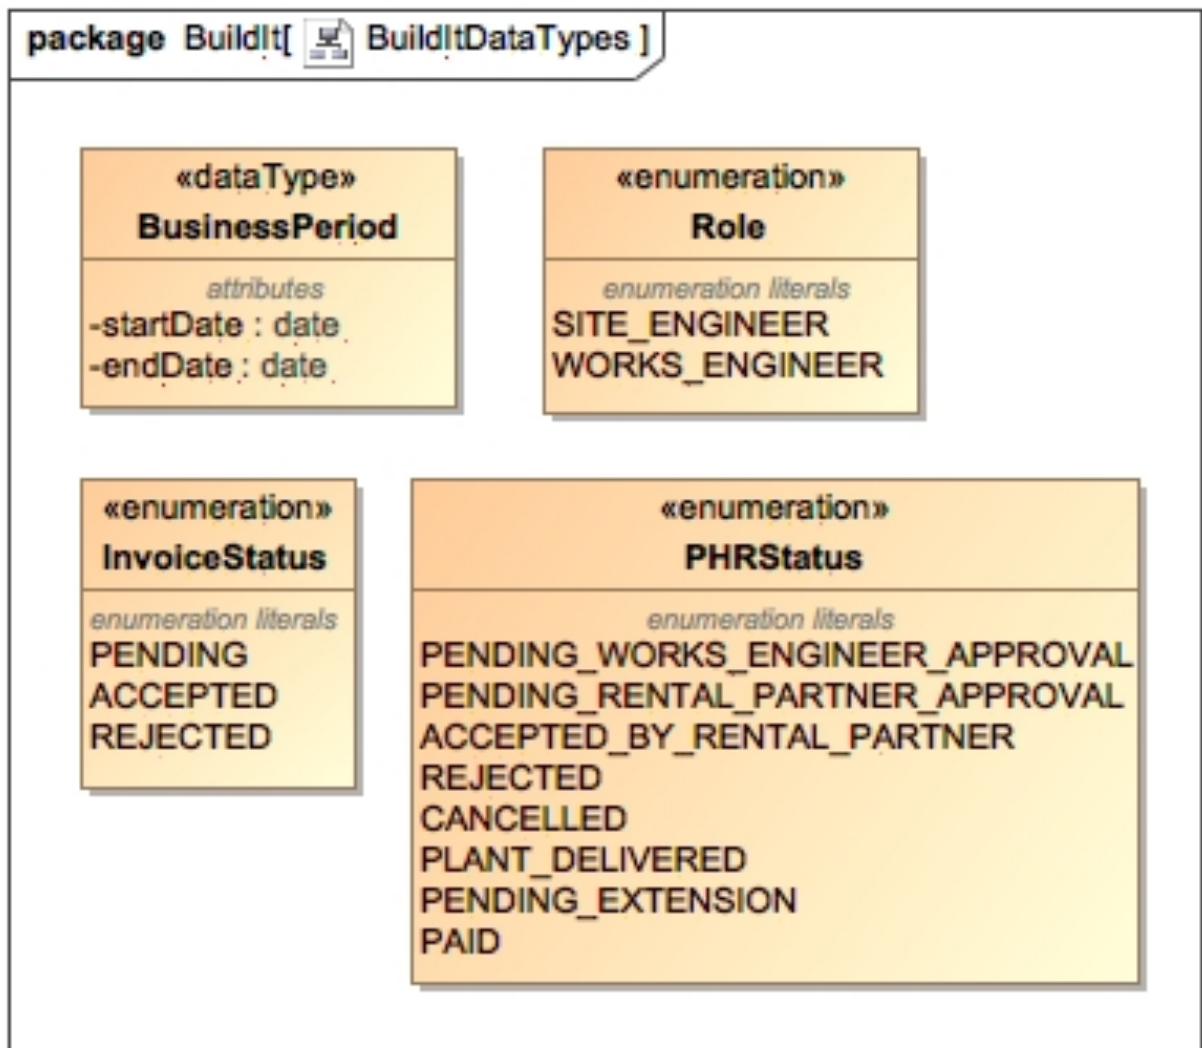 package BuildIt[ BuildItDataTypes ]
«dataType»
BusinessPeriod
attributes
-startDate : date
-endDate : date
«enumeration»
Role
enumeration literals
SITE_ENGINEER
WORKS_ENGINEER
«enumeration»
InvoiceStatus
enumeration literals
PENDING
ACCEPTED
REJECTED
«enumeration»
PHRStatus
enumeration literals
PENDING_WORKS_ENGINEER_APPROVAL
PENDING_RENTAL_PARTNER_APPROVAL
ACCEPTED_BY_RENTAL_PARTNER
REJECTED
CANCELLED
PLANT_DELIVERED
PENDING_EXTENSION
PAID